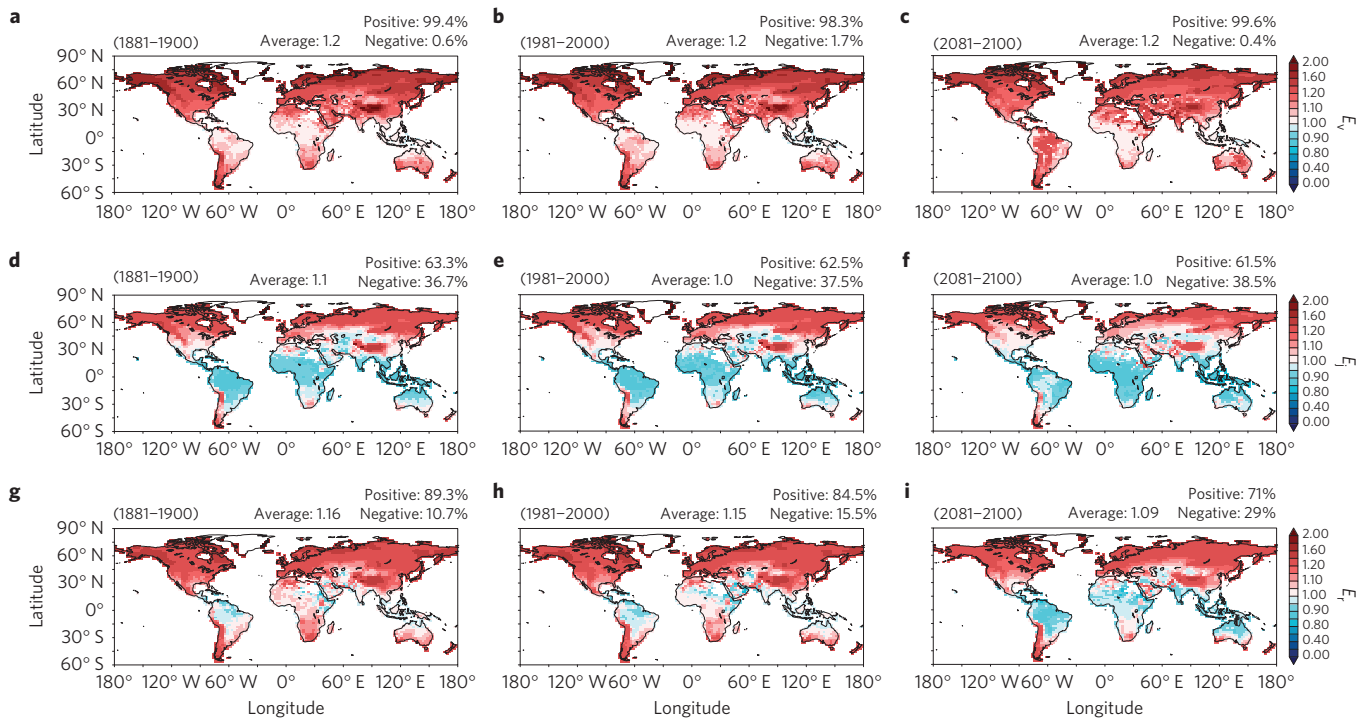 a b c
Positive: 99.4% Positive: 98.3% Positive: 99.6%
(1881–1900) Average: 1.2 Negative: 0.6% (1981–2000) Average: 1.2 Negative: 1.7% (2081–2100) Average: 1.2 Negative: 0.4%
90° N
60° N
30° N
0°
30° S
60° S
Latitude
180° 120° W 60° W 0° 60° E 120° E 180° 180° 120° W 60° W 0° 60° E 120° E 180° 180° 120° W 60° W 0° 60° E 120° E 180°
2.00
1.60
1.20
1.10
1.00
0.90
0.80
0.40
0.00
Ev
d e f
Positive: 63.3% Positive: 62.5% Positive: 61.5%
(1881–1900) Average: 1.1 Negative: 36.7% (1981–2000) Average: 1.0 Negative: 37.5% (2081–2100) Average: 1.0 Negative: 38.5%
90° N
60° N
30° N
0°
30° S
60° S
Latitude
180° 120° W 60° W 0° 60° E 120° E 180° 180° 120° W 60° W 0° 60° E 120° E 180° 180° 120° W 60° W 0° 60° E 120° E 180°
2.00
1.60
1.20
1.10
1.00
0.90
0.80
0.40
0.00
Ej
g h i
Positive: 89.3% Positive: 84.5% Positive: 71%
(1881–1900) Average: 1.16 Negative: 10.7% (1981–2000) Average: 1.15 Negative: 15.5% (2081–2100) Average: 1.09 Negative: 29%
90° N
60° N
30° N
0°
30° S
60° S
Latitude
180° 120° W 60° W 0° 60° E 120° E 180° 180° 120° W 60° W 0° 60° E 120° E 180° 180° 120° W 60° W 0° 60° E 120° E 180°
2.00
1.60
1.20
1.10
1.00
0.90
0.80
0.40
0.00
Er
Longitude Longitude Longitude